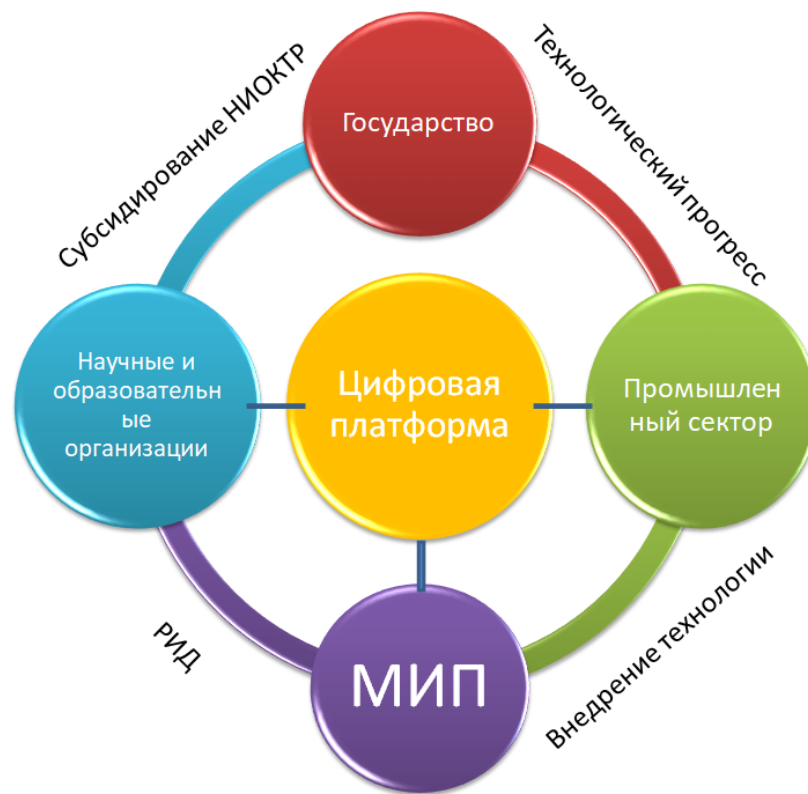 Субсидирование НИОКТР
Государство
Технологический прогресс
Научные и
образовательн
ые
организации
Цифровая
платформа
Промышлен
ный сектор
РИД
МИП
Внедрение технологии